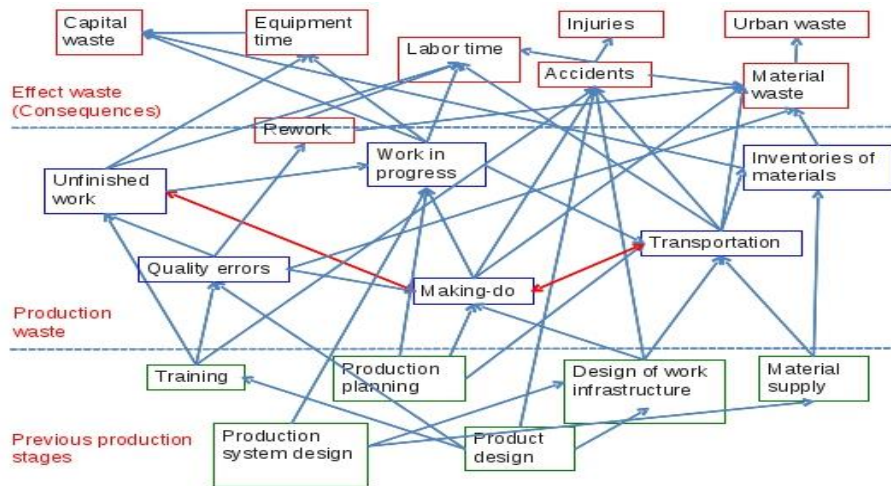 Capital
waste
Equipment
time
Labor time
Injuries
Urban waste
Accidents
Material
waste
Effect waste
(Consequences)
Rework
Unfinished
work
Work in
progress
Inventories of
materials
Transportation
Quality errors
Making-do
Production
waste
Training
Production
planning
Design of work
infrastructure
Material
supply
Previous production
stages
Production
system design
Product
design